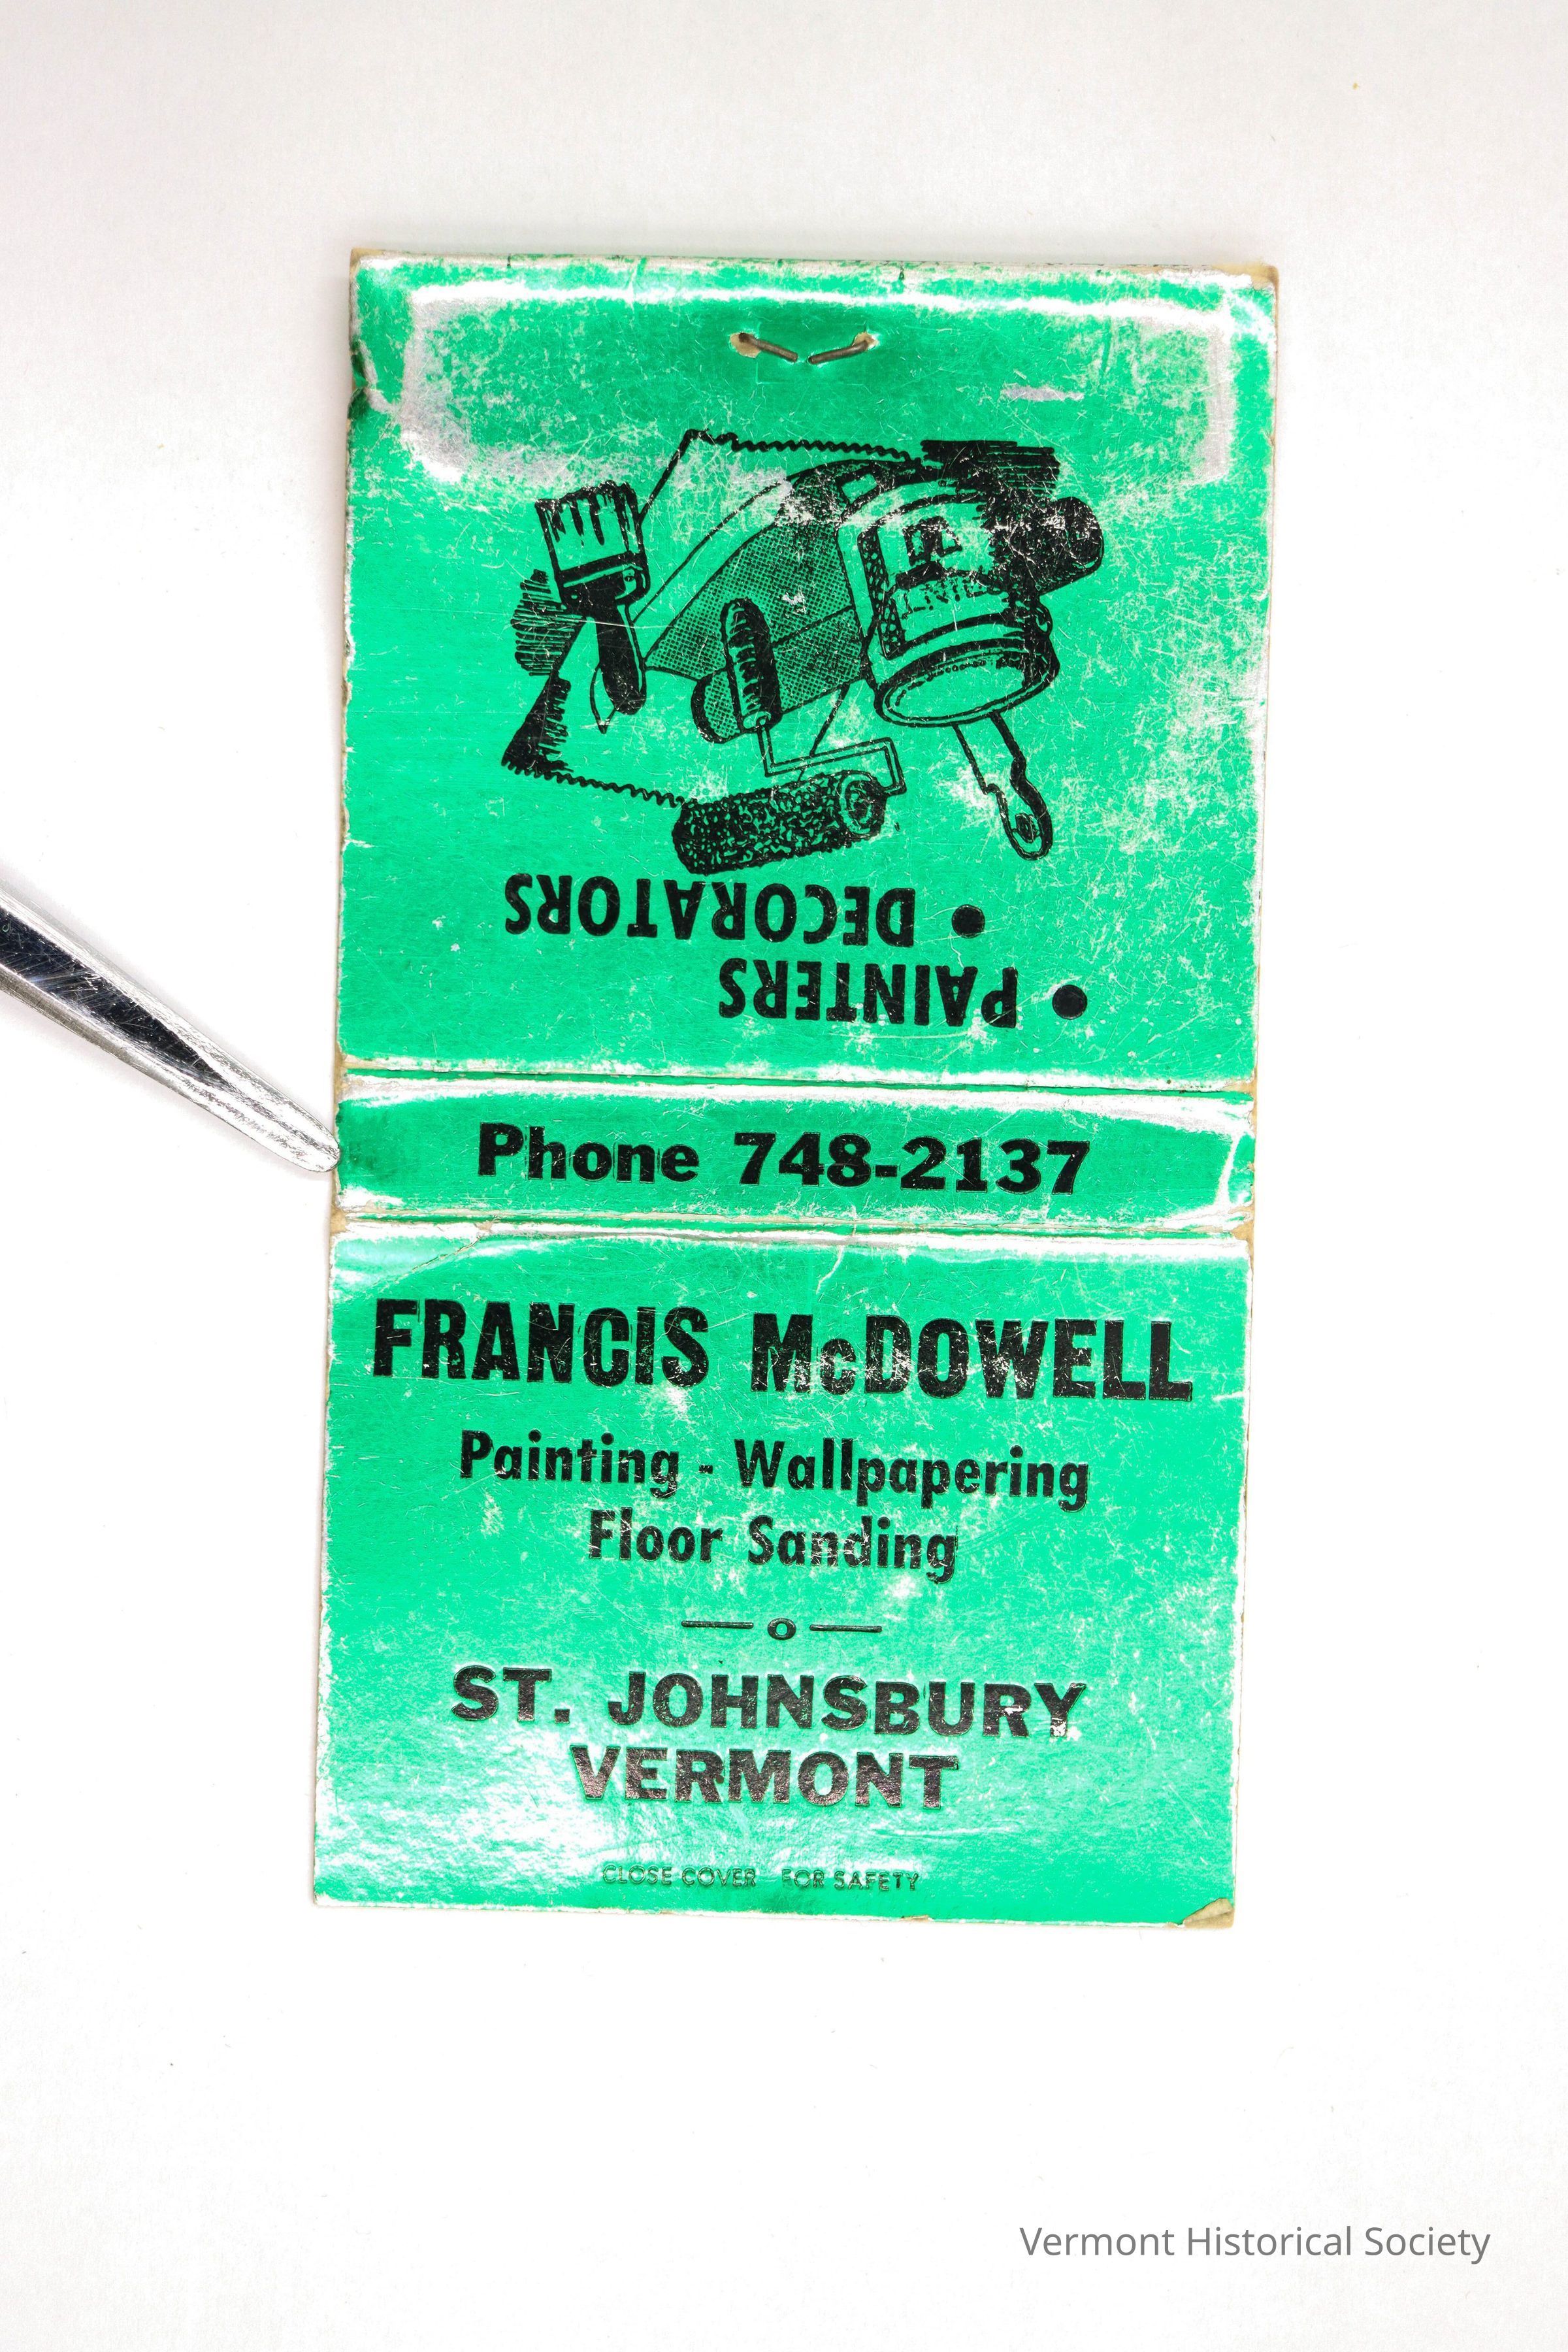 • PAINTERS
• DECORATORS
PAINT
Phone 748-2137
FRANCIS McDOWELL
Painting - Wallpapering
Floor Sanding
—o—
ST. JOHNSBURY
VERMONT
CLOSE COVER FOR SAFETY
Vermont Historical Society